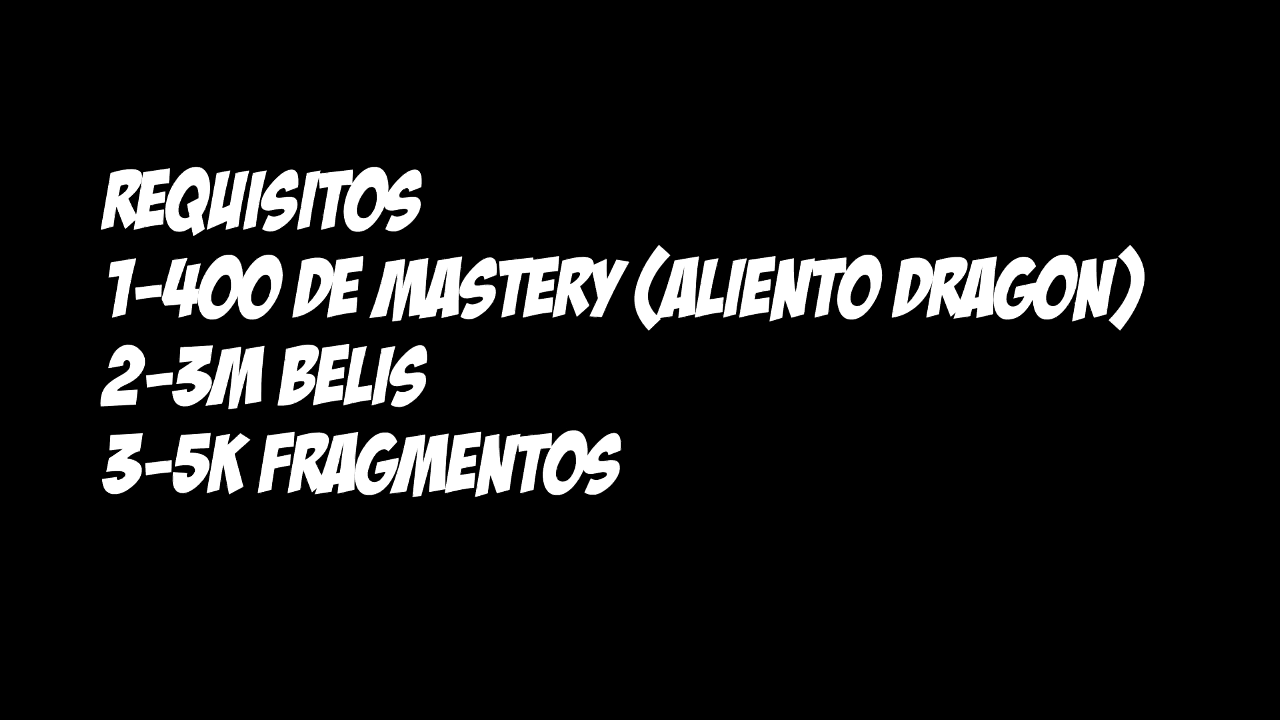 REQUISITOS
1-400 DE MASTERY (ALIENTO DRAGON)
2-3M BELIS
3-5K FRAGMENTOS